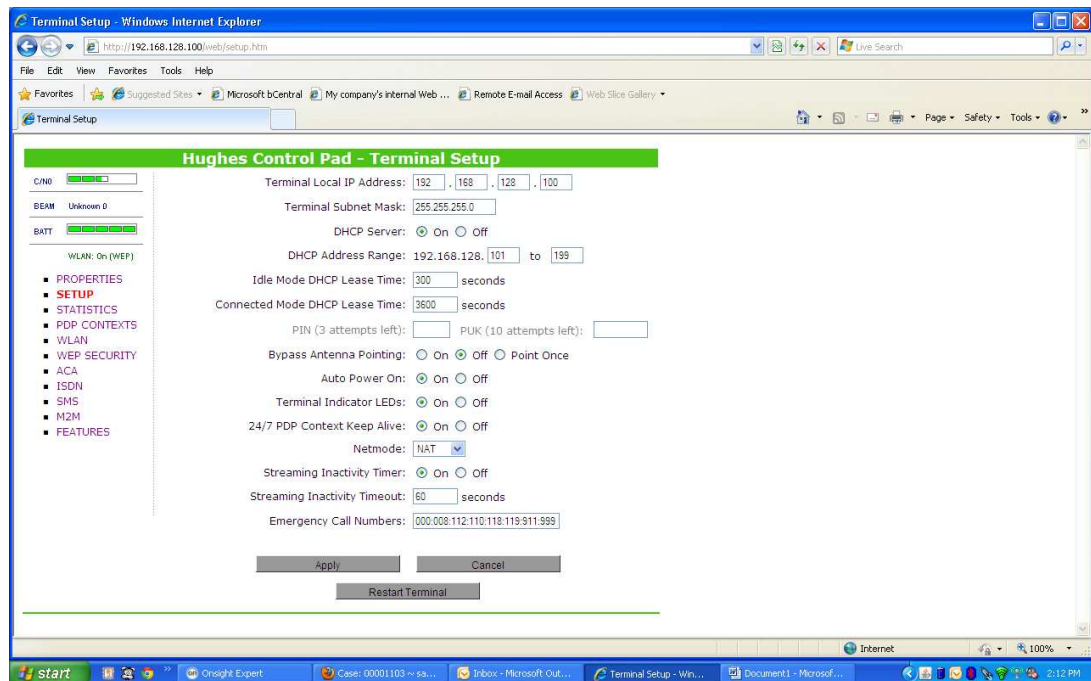 Terminal Setup - Windows Internet Explorer
http://192.168.128.100/web/setup.htm
Live Search
File Edit View Favorites Tools Help
Favorites Suggested Sites Microsoft bCentral My company's internal Web ... Remote E-mail Access Web Slice Gallery
Terminal Setup
Page Safety Tools
Hughes Control Pad - Terminal Setup
C/N0
BEAM Unknown 0
BATT
WLAN: On (WEP)
PROPERTIES
SETUP
STATISTICS
PDP CONTEXTS
WLAN
WEP SECURITY
ACA
ISDN
SMS
M2M
FEATURES
Terminal Local IP Address: 192 . 168 . 128 . 100
Terminal Subnet Mask: 255.255.255.0
DHCP Server: On Off
DHCP Address Range: 192.168.128. 101 to 199
Idle Mode DHCP Lease Time: 300 seconds
Connected Mode DHCP Lease Time: 3600 seconds
PIN (3 attempts left): PUK (10 attempts left):
Bypass Antenna Pointing: On Off Point Once
Auto Power On: On Off
Terminal Indicator LEDs: On Off
24/7 PDP Context Keep Alive: On Off
Netmode: NAT
Streaming Inactivity Timer: On Off
Streaming Inactivity Timeout: 60 seconds
Emergency Call Numbers: 000:008:112:110:118:119:911:999
Apply Cancel
Restart Terminal
Internet 100%
start Onsight Expert Case: 00001103 ~ sa... Inbox - Microsoft Out... Terminal Setup - Win... Document1 - Microsof... 2:12 PM